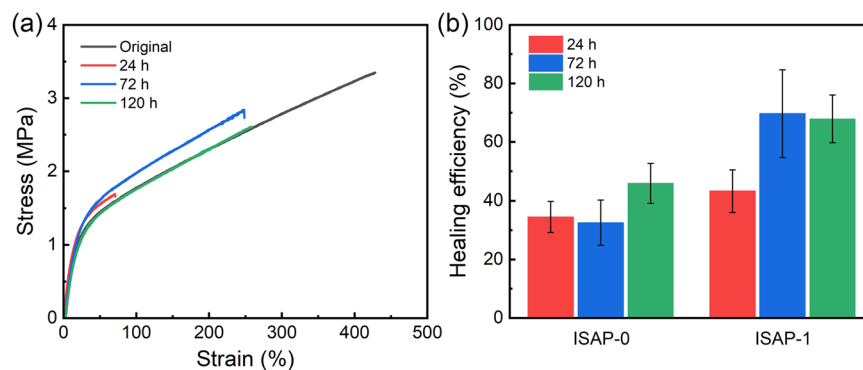 (a)
Original
24 h
72 h
120 h
Stress (MPa)
4
3
2
1
0
0 100 200 300 400 500
Strain (%)
(b)
24 h
72 h
120 h
Healing efficiency (%)
100
80
60
40
20
0
ISAP-0 ISAP-1